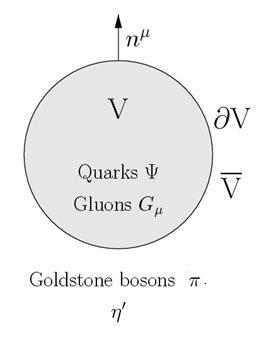 n^μ
V
∂V
V̅
Quarks Ψ
Gluons G_μ
Goldstone bosons π .
η′